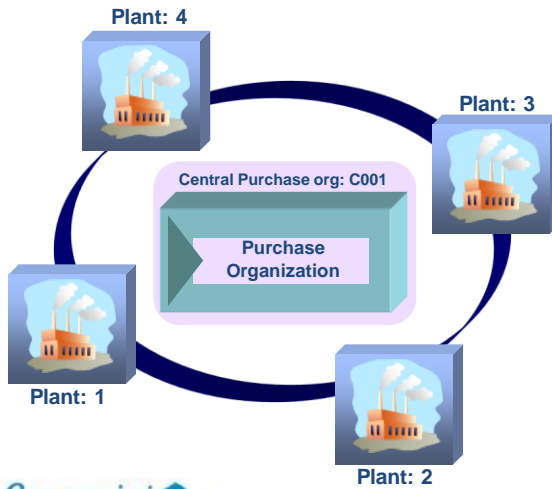 Plant: 4
Plant: 3
Central Purchase org: C001
Purchase
Organization
Plant: 1
Plant: 2